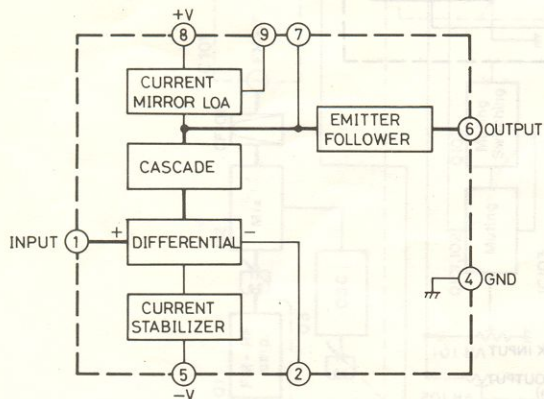 +V
8
9
7
CURRENT
MIRROR LOA
EMITTER
FOLLOWER
6 OUTPUT
CASCADE
INPUT 1
+ DIFFERENTIAL −
4 GND
CURRENT
STABILIZER
5
2
−V